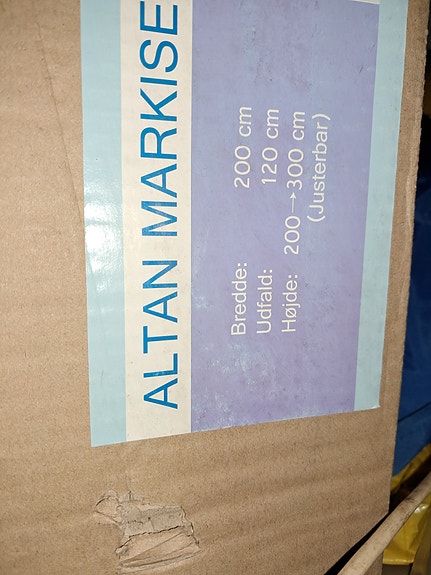 ALTAN MARKISE
Bredde: 200 cm
Udfald: 120 cm
Højde: 200→300 cm
(Justerbar)